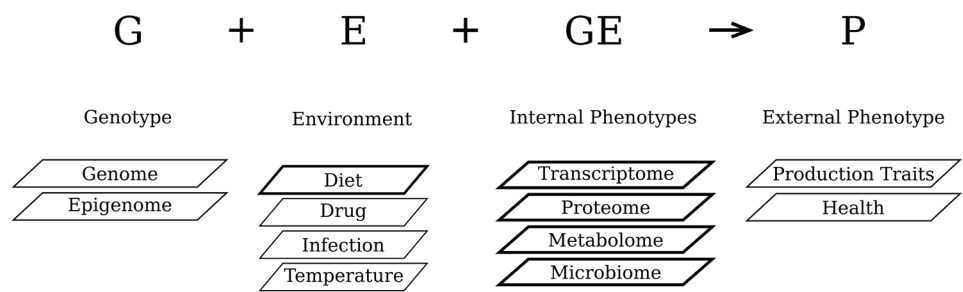 G + E + GE → P
Genotype Environment Internal Phenotypes External Phenotype
Genome Diet Transcriptome Production Traits
Epigenome Drug Proteome Health
Infection Metabolome
Temperature Microbiome